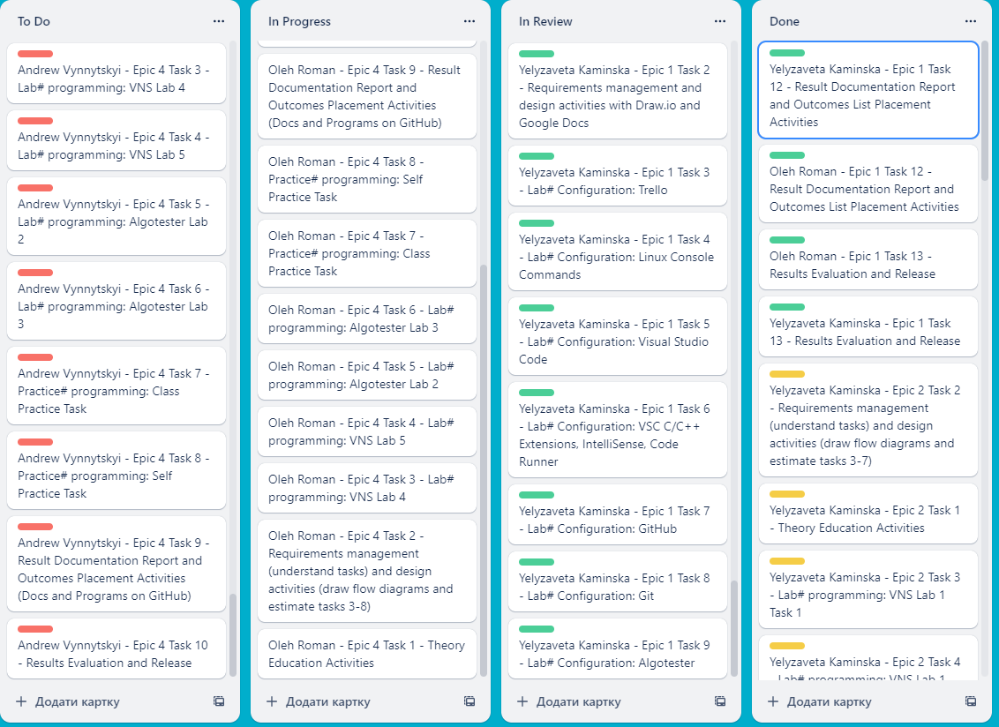 To Do
Andrew Vynnytskyi - Epic 4 Task 3 -
Lab# programming: VNS Lab 4
Andrew Vynnytskyi - Epic 4 Task 4 -
Lab# programming: VNS Lab 5
Andrew Vynnytskyi - Epic 4 Task 5 -
Lab# programming: Algotester Lab
2
Andrew Vynnytskyi - Epic 4 Task 6 -
Lab# programming: Algotester Lab
3
Andrew Vynnytskyi - Epic 4 Task 7 -
Practice# programming: Class
Practice Task
Andrew Vynnytskyi - Epic 4 Task 8 -
Practice# programming: Self
Practice Task
Andrew Vynnytskyi - Epic 4 Task 9 -
Result Documentation Report and
Outcomes Placement Activities
(Docs and Programs on GitHub)
Andrew Vynnytskyi - Epic 4 Task 10
- Results Evaluation and Release
Додати картку
In Progress
Oleh Roman - Epic 4 Task 9 - Result
Documentation Report and
Outcomes Placement Activities
(Docs and Programs on GitHub)
Oleh Roman - Epic 4 Task 8 -
Practice# programming: Self
Practice Task
Oleh Roman - Epic 4 Task 7 -
Practice# programming: Class
Practice Task
Oleh Roman - Epic 4 Task 6 - Lab#
programming: Algotester Lab 3
Oleh Roman - Epic 4 Task 5 - Lab#
programming: Algotester Lab 2
Oleh Roman - Epic 4 Task 4 - Lab#
programming: VNS Lab 5
Oleh Roman - Epic 4 Task 3 - Lab#
programming: VNS Lab 4
Oleh Roman - Epic 4 Task 2 -
Requirements management
(understand tasks) and design
activities (draw flow diagrams and
estimate tasks 3-8)
Oleh Roman - Epic 4 Task 1 - Theory
Education Activities
Додати картку
In Review
Yelyzaveta Kaminska - Epic 1 Task 2
- Requirements management and
design activities with Draw.io and
Google Docs
Yelyzaveta Kaminska - Epic 1 Task 3
- Lab# Configuration: Trello
Yelyzaveta Kaminska - Epic 1 Task 4
- Lab# Configuration: Linux Console
Commands
Yelyzaveta Kaminska - Epic 1 Task 5
- Lab# Configuration: Visual Studio
Code
Yelyzaveta Kaminska - Epic 1 Task 6
- Lab# Configuration: VSC C/C++
Extensions, IntelliSense, Code
Runner
Yelyzaveta Kaminska - Epic 1 Task 7
- Lab# Configuration: GitHub
Yelyzaveta Kaminska - Epic 1 Task 8
- Lab# Configuration: Git
Yelyzaveta Kaminska - Epic 1 Task 9
- Lab# Configuration: Algotester
Додати картку
Done
Yelyzaveta Kaminska - Epic 1 Task
12 - Result Documentation Report
and Outcomes List Placement
Activities
Oleh Roman - Epic 1 Task 12 -
Result Documentation Report and
Outcomes List Placement Activities
Oleh Roman - Epic 1 Task 13 -
Results Evaluation and Release
Yelyzaveta Kaminska - Epic 1 Task
13 - Results Evaluation and Release
Yelyzaveta Kaminska - Epic 2 Task 2
- Requirements management
(understand tasks) and design
activities (draw flow diagrams and
estimate tasks 3-7)
Yelyzaveta Kaminska - Epic 2 Task 1
- Theory Education Activities
Yelyzaveta Kaminska - Epic 2 Task 3
- Lab# programming: VNS Lab 1
Task 1
Yelyzaveta Kaminska - Epic 2 Task 4
- Lab# programming: VNS Lab 1
Додати картку